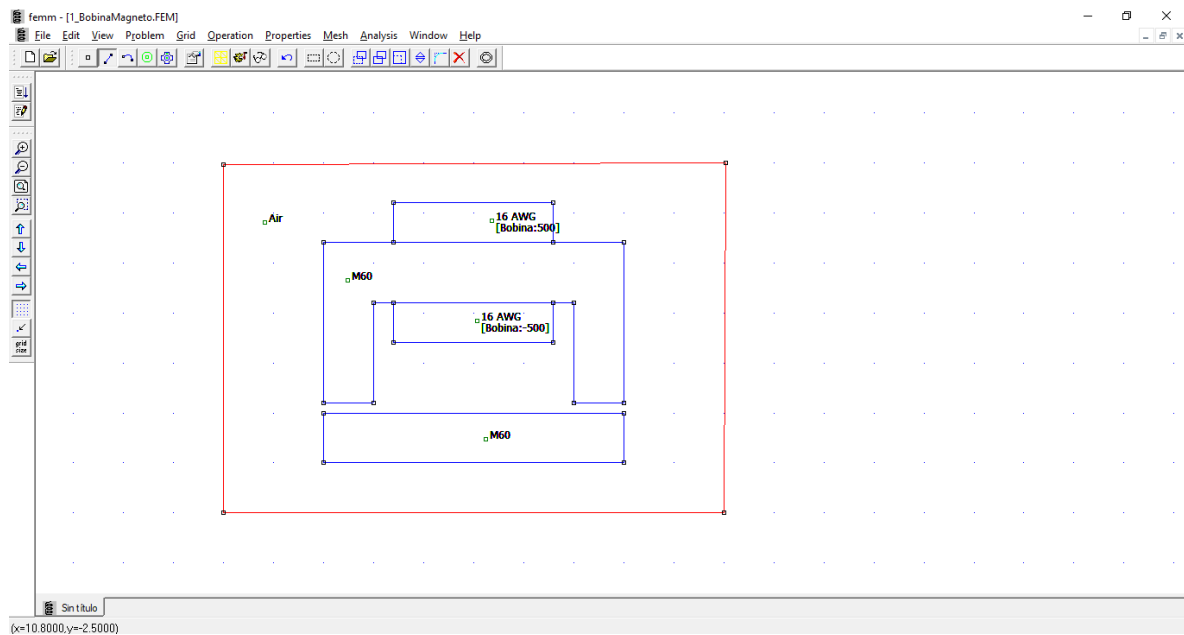 femm - [1_BobinaMagneto.FEM]
File Edit View Problem Grid Operation Properties Mesh Analysis Window Help
Air
16 AWG
[Bobina:500]
M60
16 AWG
[Bobina:-500]
grid
size
M60
Sin título
(x=10.8000,y=-2.5000)